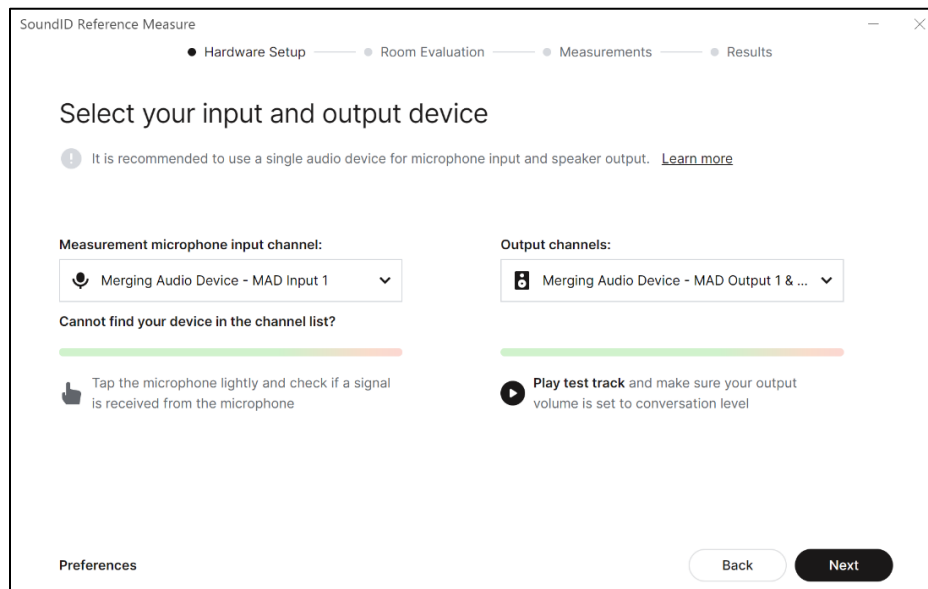 SoundID Reference Measure
Hardware Setup Room Evaluation Measurements Results
Select your input and output device
It is recommended to use a single audio device for microphone input and speaker output. Learn more
Measurement microphone input channel:
Merging Audio Device - MAD Input 1
Cannot find your device in the channel list?
Tap the microphone lightly and check if a signal
is received from the microphone
Output channels:
Merging Audio Device - MAD Output 1 & ...
Play test track and make sure your output
volume is set to conversation level
Preferences
Back
Next